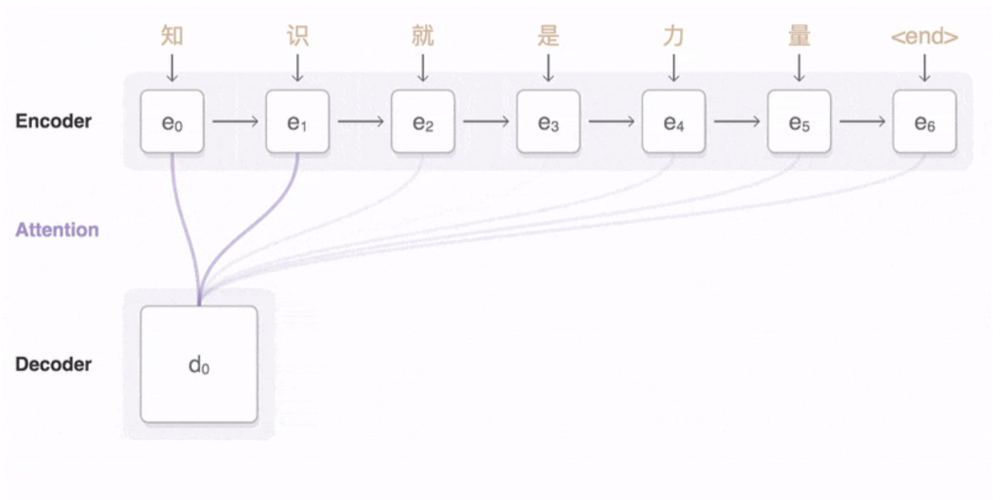 知 识 就 是 力 量 <end>
Encoder e₀ e₁ e₂ e₃ e₄ e₅ e₆
Attention
Decoder d₀